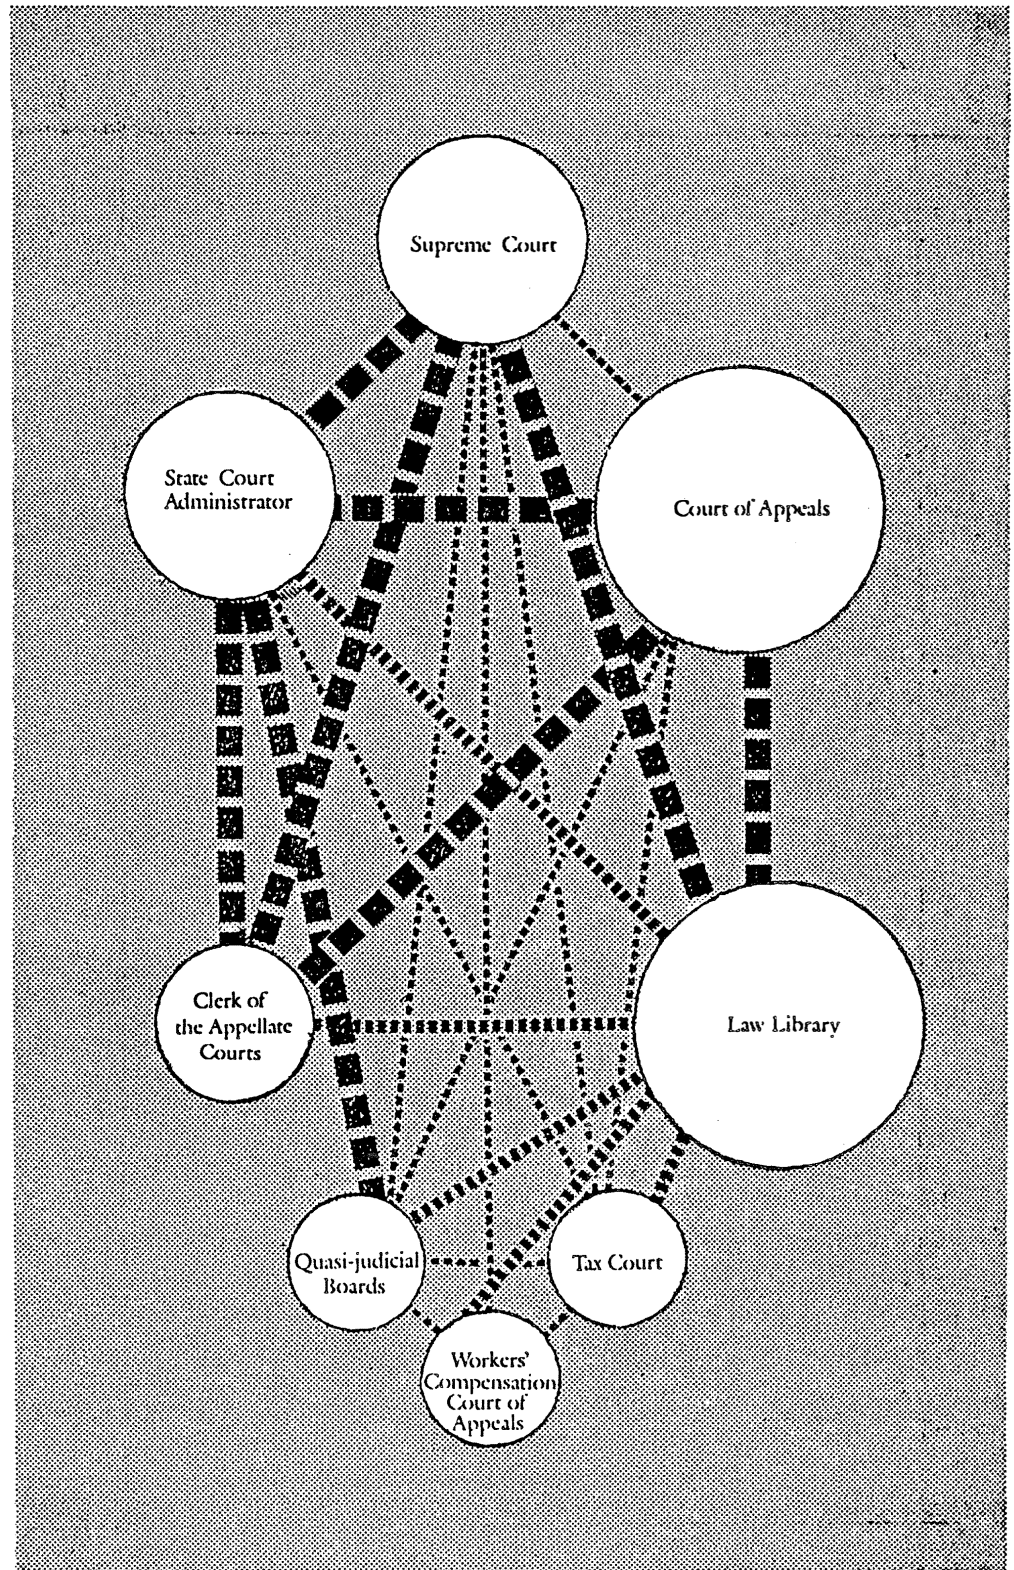 Supreme Court
State Court
Administrator
Court of Appeals
Clerk of
the Appellate
Courts
Law Library
Quasi-judicial
Boards
Tax Court
Workers'
Compensation
Court of
Appeals